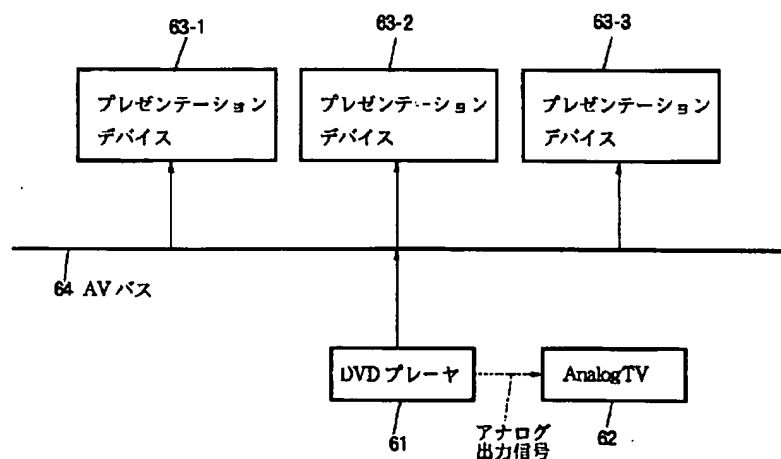 63-1
63-2
63-3
プレゼンテーション
デバイス
プレゼンテーション
デバイス
プレゼンテーション
デバイス
64 AVバス
DVDプレーヤ
AnalogTV
61
アナログ
出力信号
62